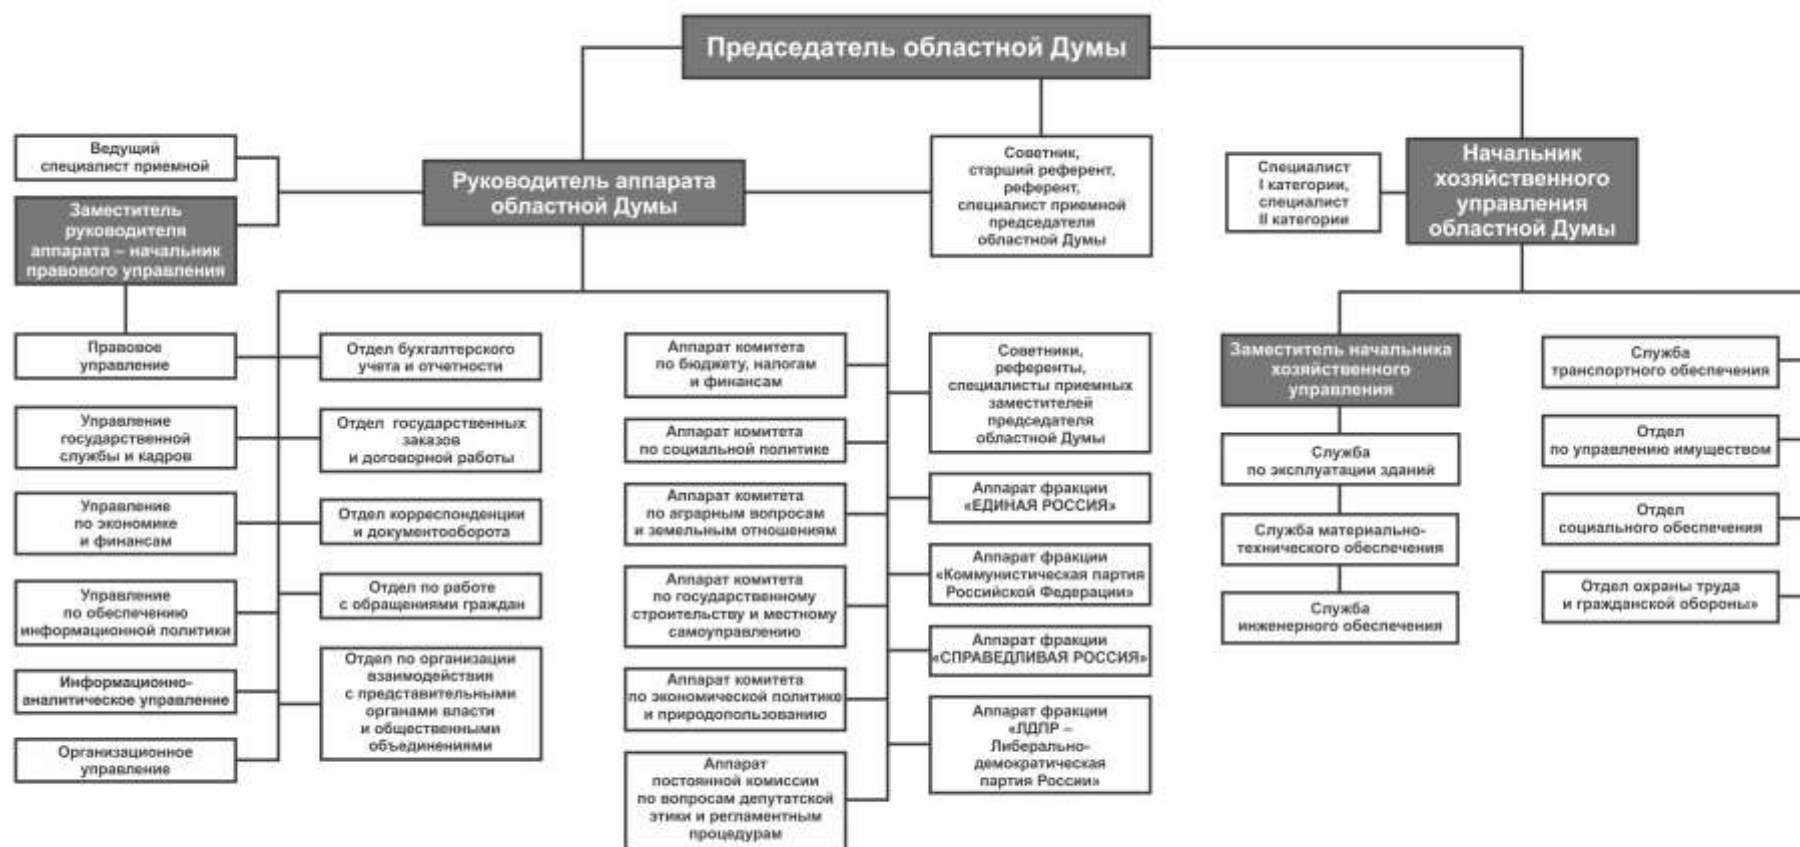 Председатель областной Думы
Ведущий
специалист приемной
Заместитель
руководителя
аппарата – начальник
правового управления
Руководитель аппарата
областной Думы
Советник,
старший референт,
референт,
специалист приемной
председателя
областной Думы
Специалист
I категории,
специалист
II категории
Начальник
хозяйственного
управления
областной Думы
Правовое
управление
Управление
государственной
службы и кадров
Управление
по экономике
и финансам
Управление
по обеспечению
информационной политики
Информационно-
аналитическое управление
Организационное
управление
Отдел бухгалтерского
учета и отчетности
Отдел государственных
заказов
и договорной работы
Отдел корреспонденции
и документооборота
Отдел по работе
с обращениями граждан
Отдел по организации
взаимодействия
с представительными
органами власти
и общественными
объединениями
Аппарат комитета
по бюджету, налогам
и финансам
Аппарат комитета
по социальной политике
Аппарат комитета
по аграрным вопросам
и земельным отношениям
Аппарат комитета
по государственному
строительству и местному
самоуправлению
Аппарат комитета
по экономической политике
и природопользованию
Аппарат
постоянной комиссии
по вопросам депутатской
этики и регламентным
процедурам
Советники,
референты,
специалисты приемных
заместителей
председателя
областной Думы
Аппарат фракции
«ЕДИНАЯ РОССИЯ»
Аппарат фракции
«Коммунистическая партия
Российской Федерации»
Аппарат фракции
«СПРАВЕДЛИВАЯ РОССИЯ»
Аппарат фракции
«ЛДПР –
Либерально-
демократическая
партия России»
Заместитель начальника
хозяйственного
управления
Служба
по эксплуатации зданий
Служба материально-
технического обеспечения
Служба
инженерного обеспечения
Служба
транспортного обеспечения
Отдел
по управлению имуществом
Отдел
социального обеспечения
Отдел охраны труда
и гражданской обороны»